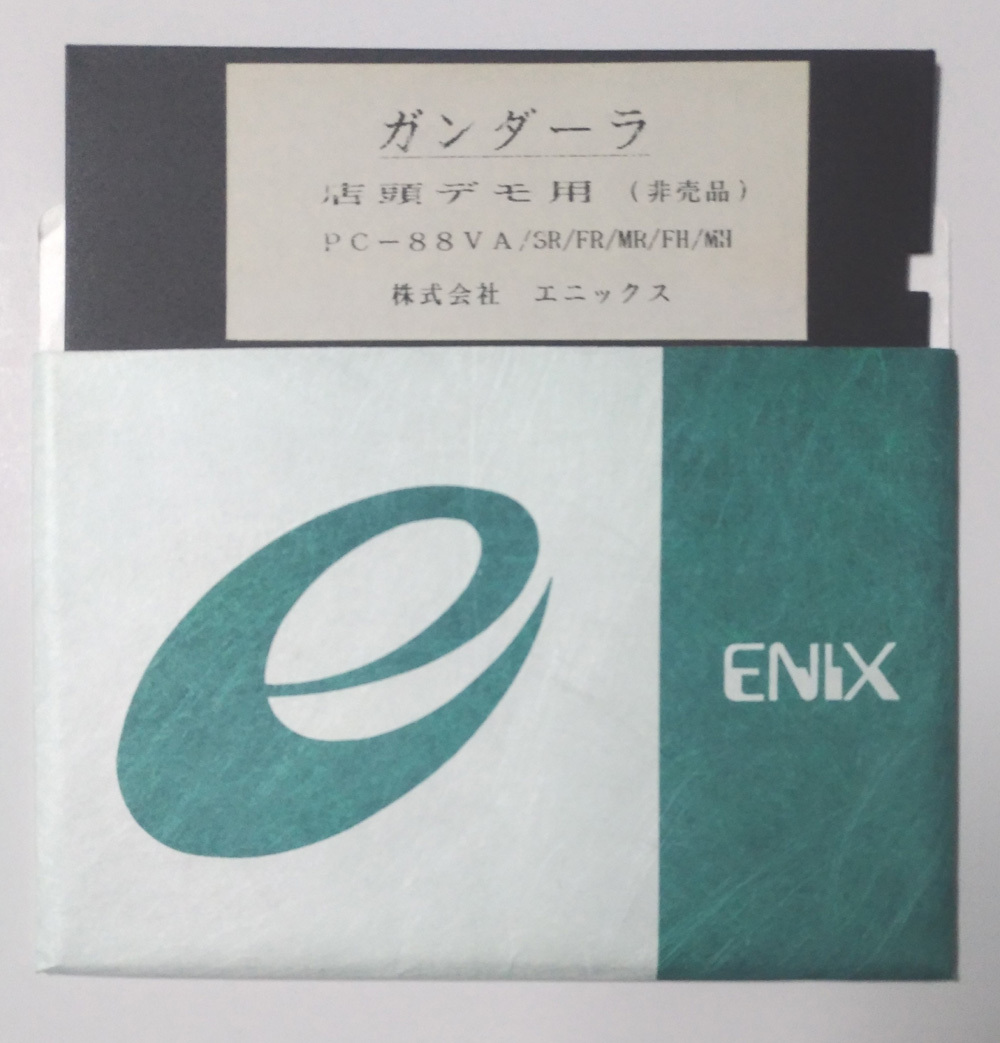 ガンダーラ
店頭デモ用 (非売品)
PC-88VA/SR/FR/MR/FH/MH
株式会社 エニックス
e
ENIX